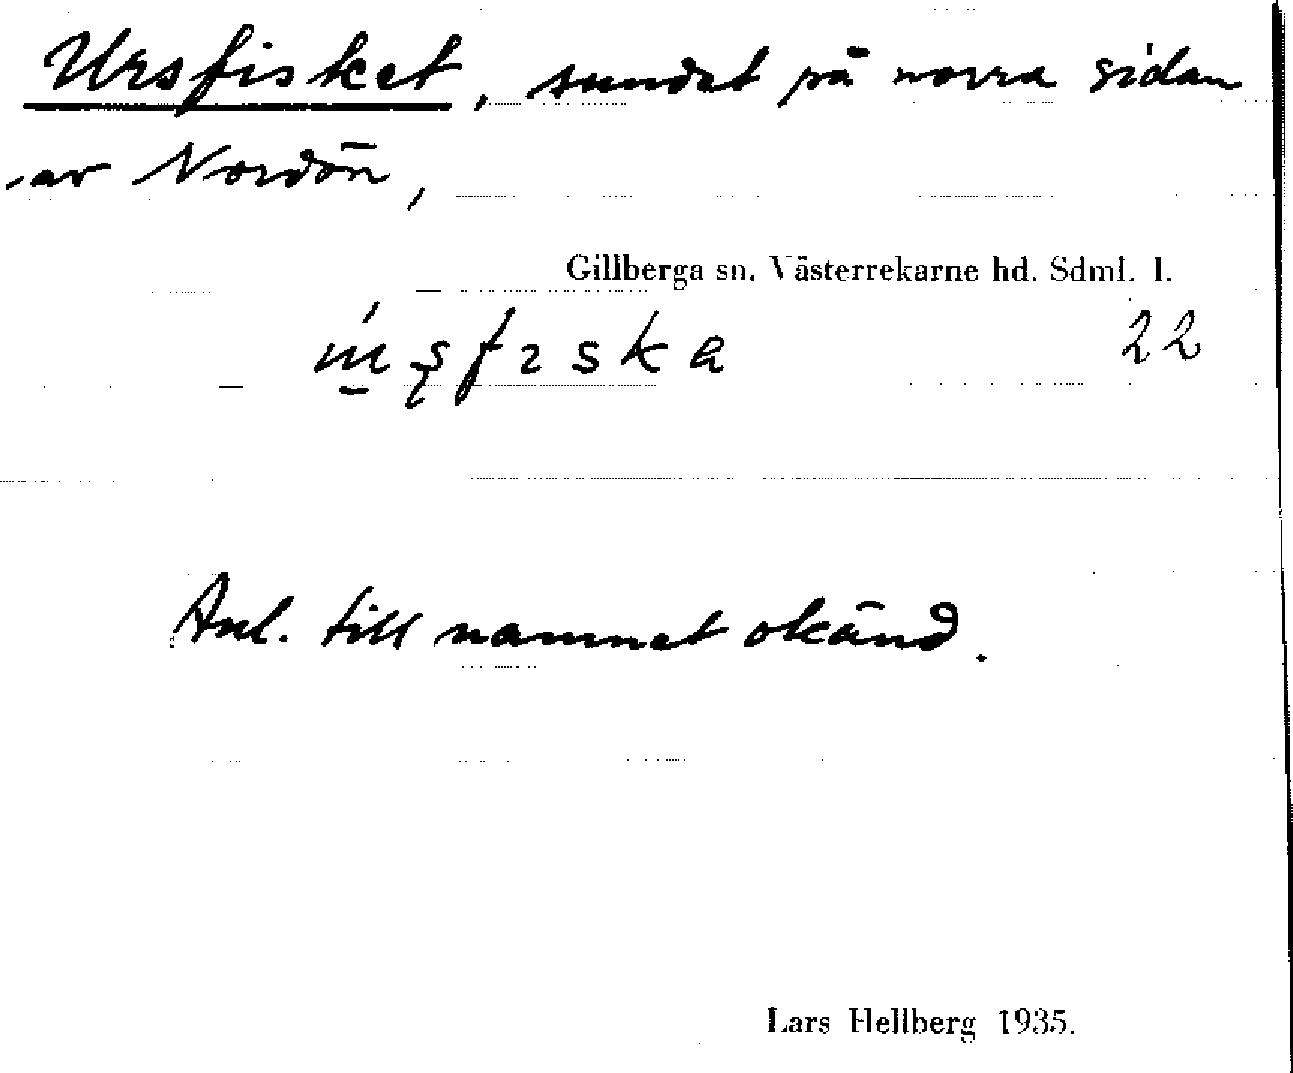 Ursfisket, sundet på norra sidan
av Nordön,
Gillberga sn. Västerrekarne hd. Sdml. l.
22
Anl. till namnet okänd.
Lars Hellberg 1935.